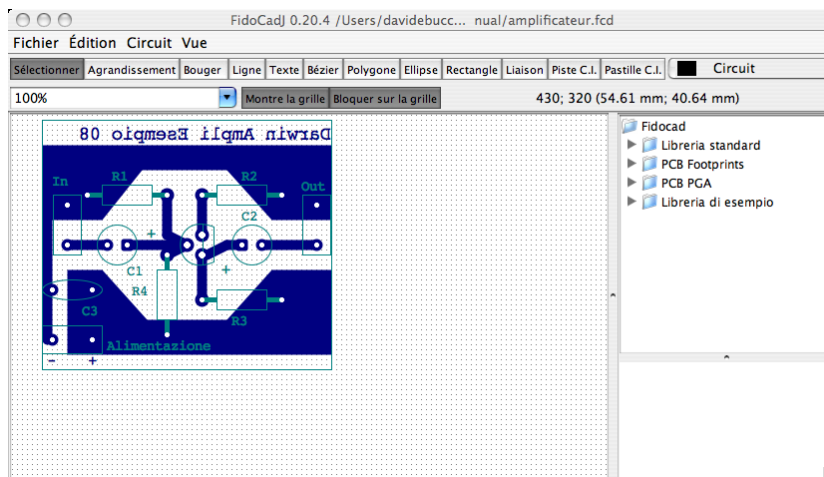 FidoCadJ 0.20.4 /Users/davidebucc... nual/amplificateur.fcd
Fichier Édition Circuit Vue
Sélectionner Agrandissement Bouger Ligne Texte Bézier Polygone Ellipse Rectangle Liaison Piste C.I. Pastille C.I. Circuit
100% Montre la grille Bloquer sur la grille 430; 320 (54.61 mm; 40.64 mm)
Darwin Ampli Esempio 08
In R1 R2 Out
C2
+
C1 +
R4
C3 R3
Alimentazione
- +
Fidocad
Libreria standard
PCB Footprints
PCB PGA
Libreria di esempio